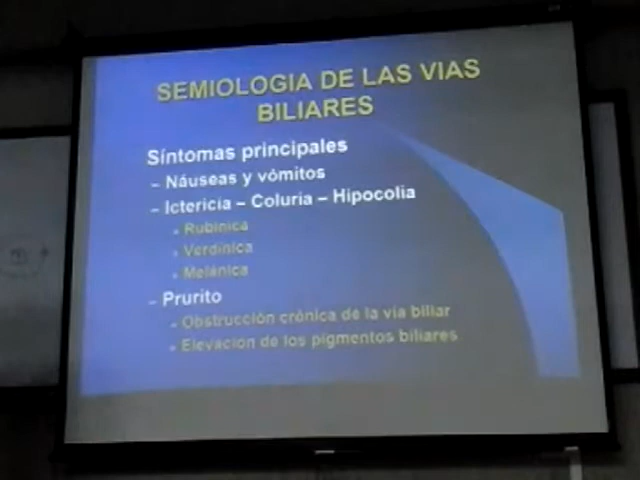 SEMIOLOGIA DE LAS VIAS
BILIARES
Síntomas principales
– Náuseas y vómitos
– Ictericia – Coluria – Hipocolia
• Rubínica
• Verdínica
• Melánica
– Prurito
• Obstrucción crónica de la via biliar
• Elevación de los pigmentos biliares